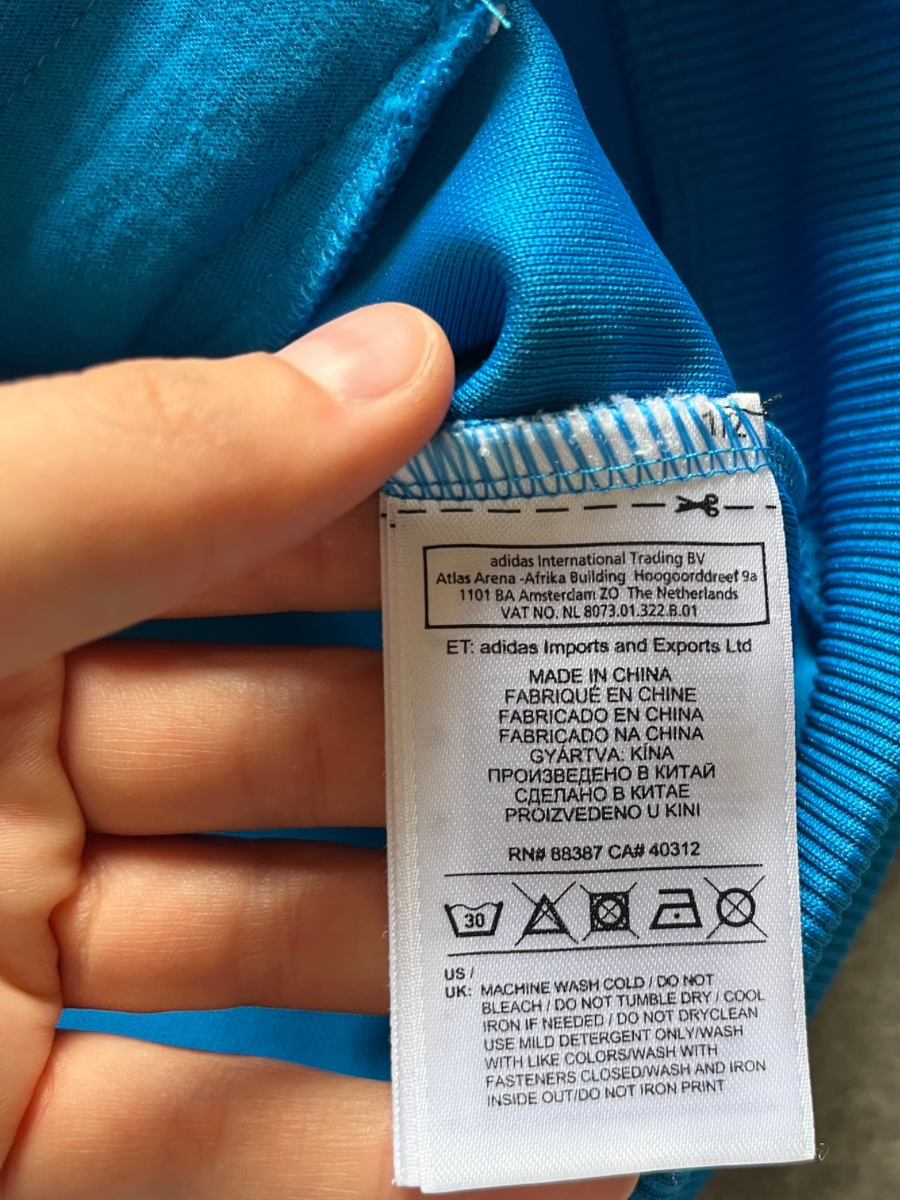 1/2
adidas International Trading BV
Atlas Arena -Afrika Building Hoogoorddreef 9a
1101 BA Amsterdam ZO The Netherlands
VAT NO. NL 8073.01.322.B.01
ET: adidas Imports and Exports Ltd
MADE IN CHINA
FABRIQUÉ EN CHINE
FABRICADO EN CHINA
FABRICADO NA CHINA
GYÁRTVA: KÍNA
ПРОИЗВЕДЕНО В КИТАЙ
СДЕЛАНО В КИТАЕ
PROIZVEDENO U KINI
RN# 88387 CA# 40312
30
US /
UK: MACHINE WASH COLD / DO NOT
BLEACH / DO NOT TUMBLE DRY / COOL
IRON IF NEEDED / DO NOT DRYCLEAN
USE MILD DETERGENT ONLY/WASH
WITH LIKE COLORS/WASH WITH
FASTENERS CLOSED/WASH AND IRON
INSIDE OUT/DO NOT IRON PRINT